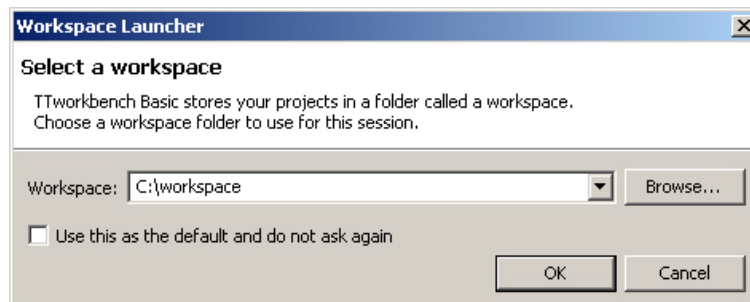 Workspace Launcher
Select a workspace
TTworkbench Basic stores your projects in a folder called a workspace.
Choose a workspace folder to use for this session.
Workspace: C:\workspace Browse...
Use this as the default and do not ask again
OK Cancel